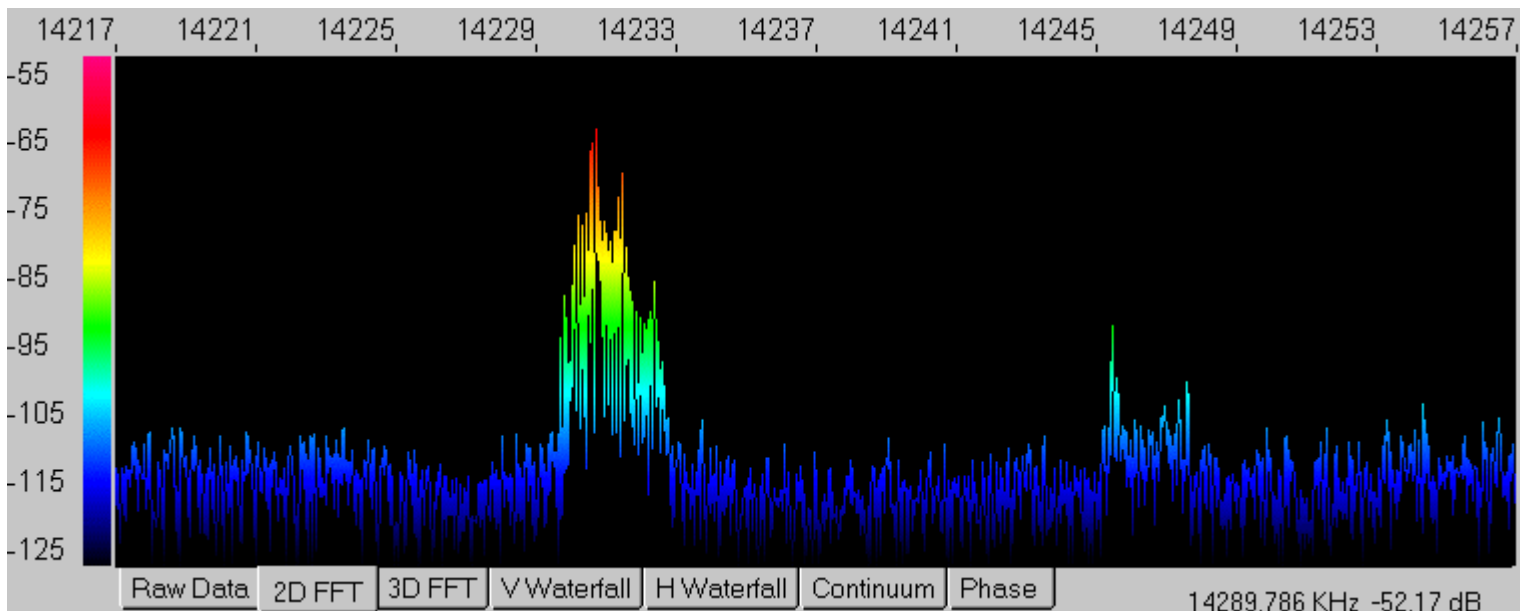 14217 14221 14225 14229 14233 14237 14241 14245 14249 14253 14257
-55
-65
-75
-85
-95
-105
-115
-125
Raw Data 2D FFT 3D FFT V Waterfall H Waterfall Continuum Phase
14289.786 KHz -52.17 dB